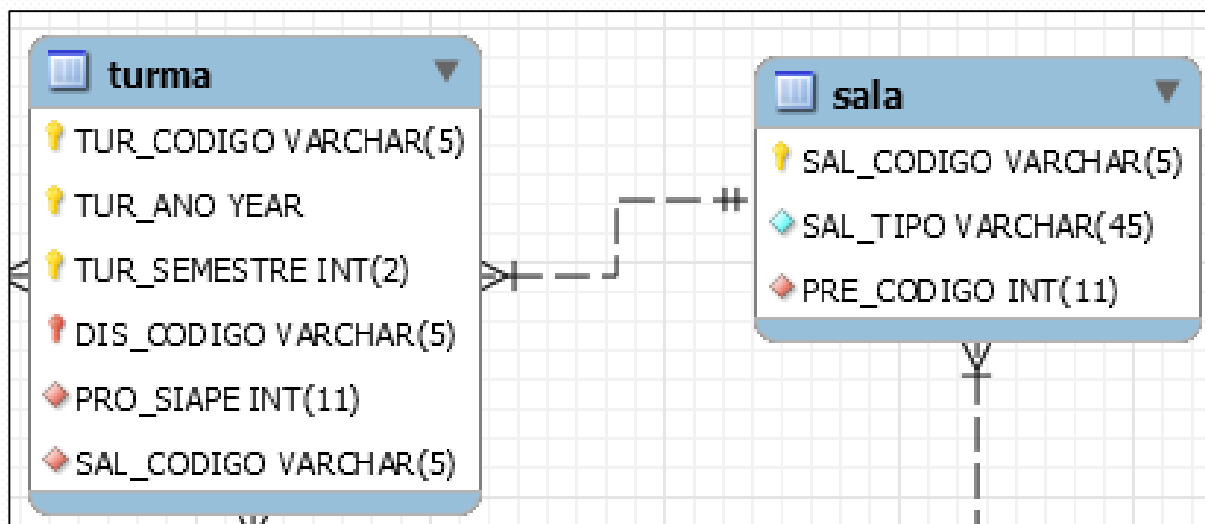 turma
TUR_CODIGO VARCHAR(5)
TUR_ANO YEAR
TUR_SEMESTRE INT(2)
DIS_CODIGO VARCHAR(5)
PRO_SIAPE INT(11)
SAL_CODIGO VARCHAR(5)
sala
SAL_CODIGO VARCHAR(5)
SAL_TIPO VARCHAR(45)
PRE_CODIGO INT(11)